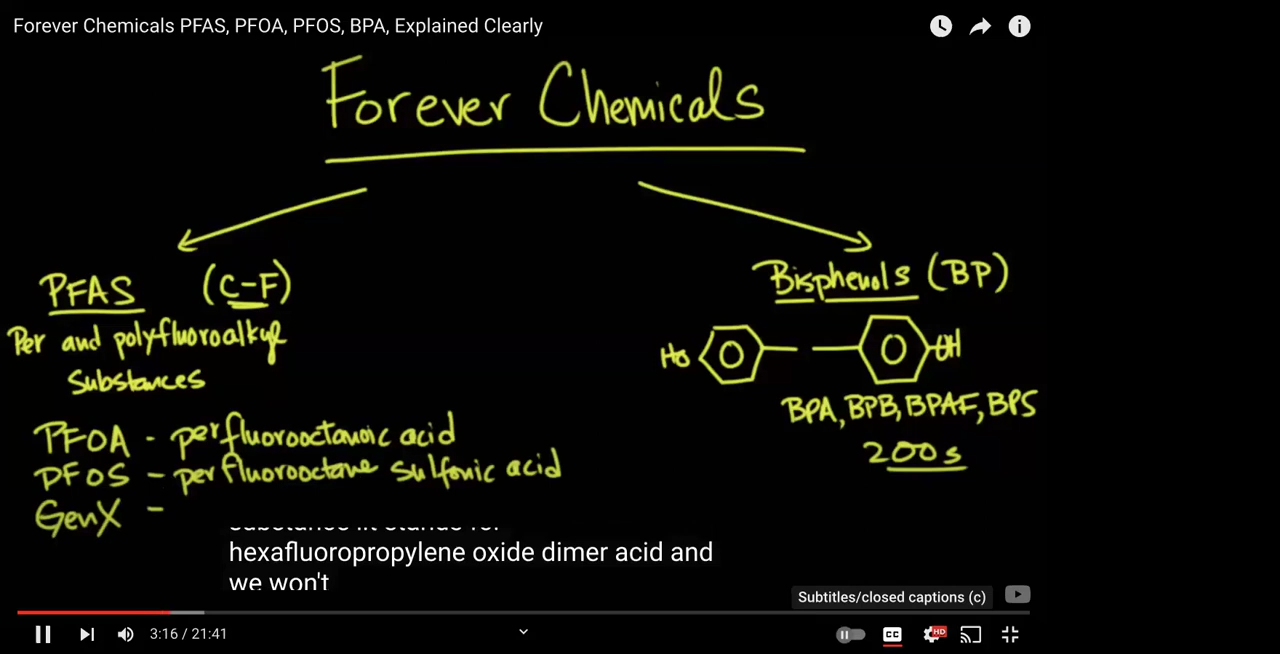 Forever Chemicals PFAS, PFOA, PFOS, BPA, Explained Clearly
Forever Chemicals
PFAS (C-F)
Per and polyfluoroalkyl
Substances
PFOA - perfluorooctanoic acid
PFOS - perfluorooctane sulfonic acid
GenX -
Bisphenols (BP)
HO OH
BPA, BPB, BPAF, BPS
200s
hexafluoropropylene oxide dimer acid and
we won't
Subtitles/closed captions (c)
3:16 / 21:41
CC
HD